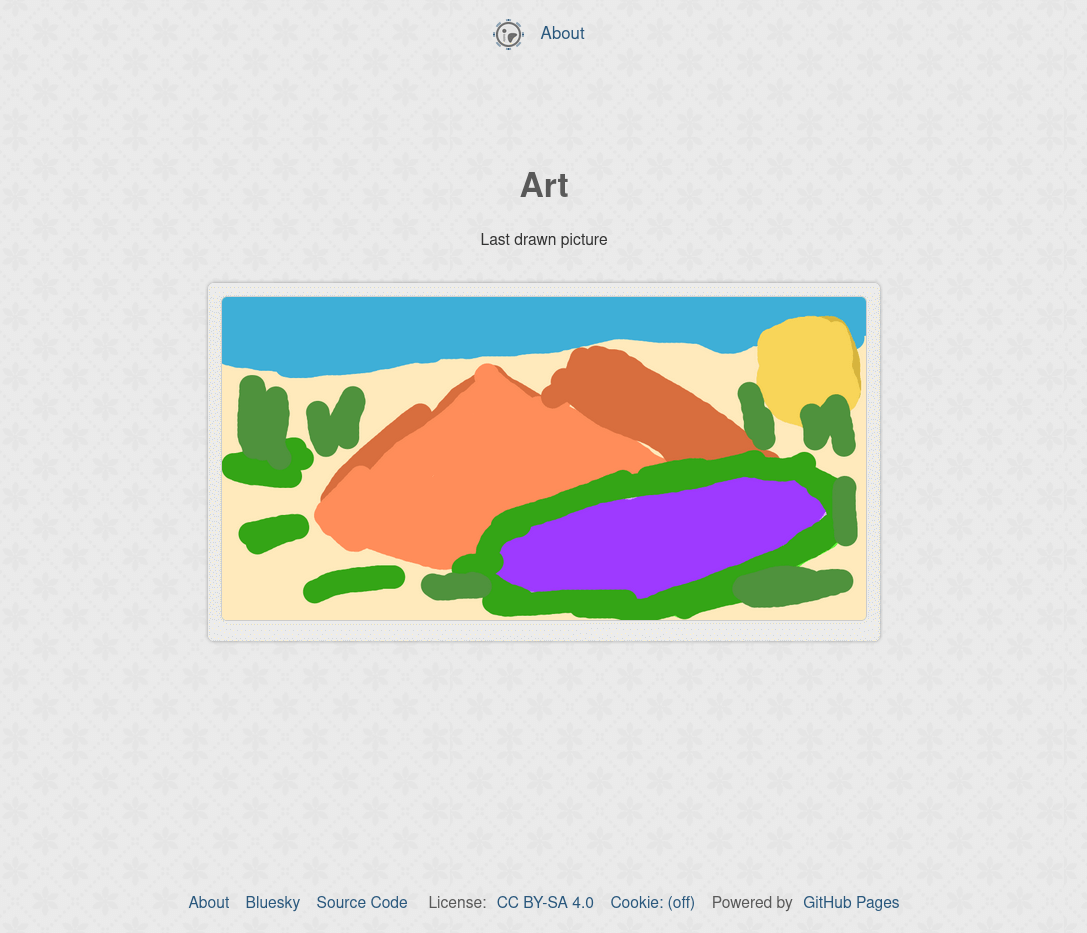 About
Art
Last drawn picture
About Bluesky Source Code License: CC BY-SA 4.0 Cookie: (off) Powered by GitHub Pages